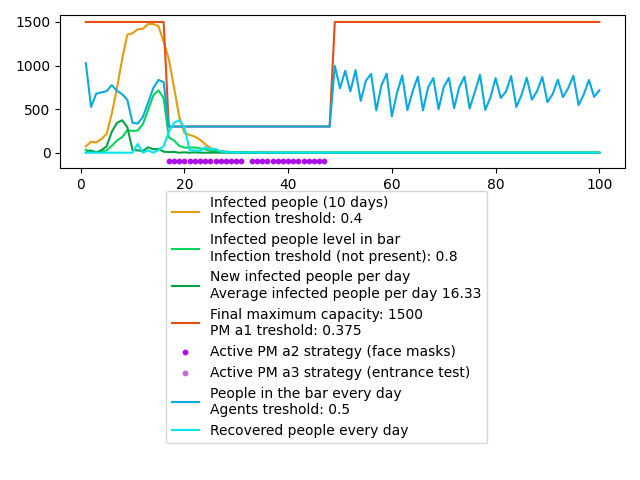 1500
1000
500
0
0
20
40
60
80
100
Infected people (10 days)
Infection treshold: 0.4
Infected people level in bar
Infection treshold (not present): 0.8
New infected people per day
Average infected people per day 16.33
Final maximum capacity: 1500
PM a1 treshold: 0.375
Active PM a2 strategy (face masks)
Active PM a3 strategy (entrance test)
People in the bar every day
Agents treshold: 0.5
Recovered people every day